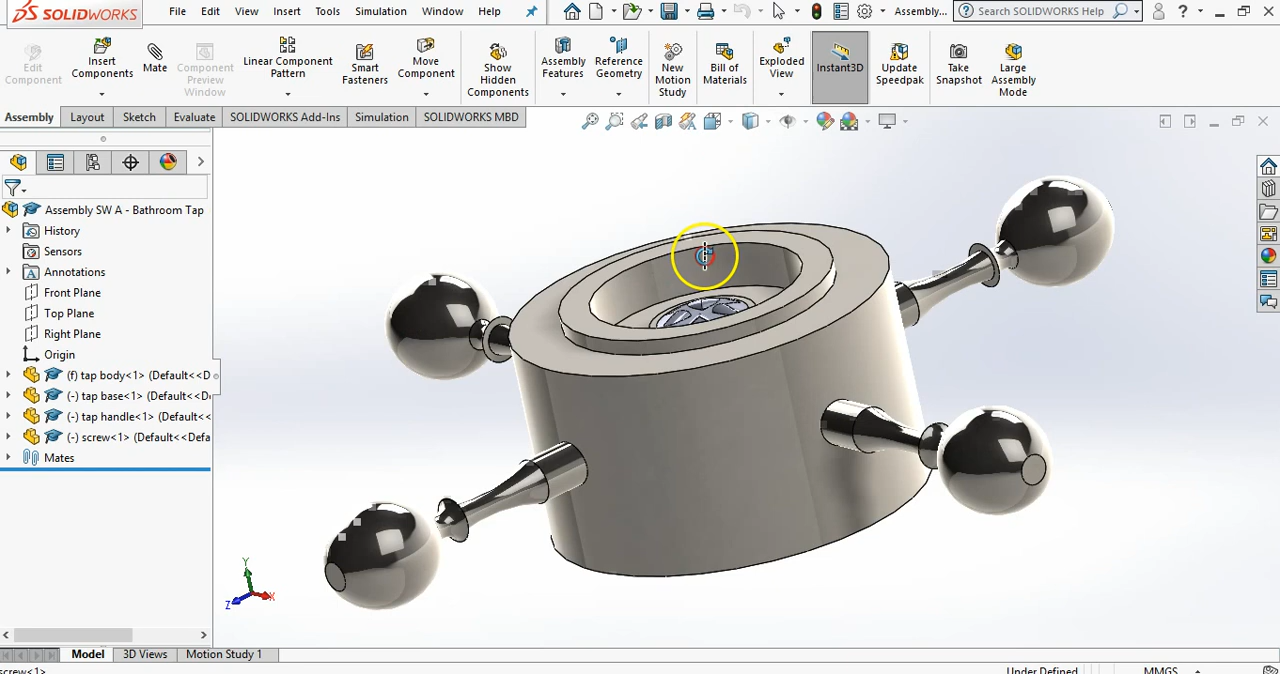 SOLIDWORKS File Edit View Insert Tools Simulation Window Help Assembly... Search SOLIDWORKS Help ?
Edit Component
Insert Components
Mate
Component Preview Window
Linear Component Pattern
Smart Fasteners
Move Component
Show Hidden Components
Assembly Features
Reference Geometry
New Motion Study
Bill of Materials
Exploded View
Instant3D
Update Speedpak
Take Snapshot
Large Assembly Mode
Assembly Layout Sketch Evaluate SOLIDWORKS Add-Ins Simulation SOLIDWORKS MBD
Assembly SW A - Bathroom Tap
History
Sensors
Annotations
Front Plane
Top Plane
Right Plane
Origin
(f) tap body<1> (Default<<D
(-) tap base<1> (Default<<D
(-) tap handle<1> (Default<
(-) screw<1> (Default<<Defa
Mates
Y
Z X
Model 3D Views Motion Study 1
screw<1> Under Defined MMGS